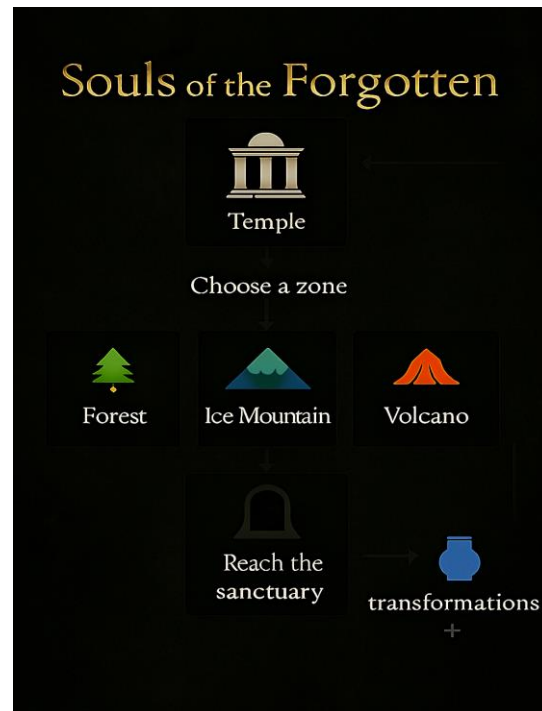 Souls of the Forgotten
Temple
Choose a zone
Forest
Ice Mountain
Volcano
Reach the
sanctuary
transformations
+